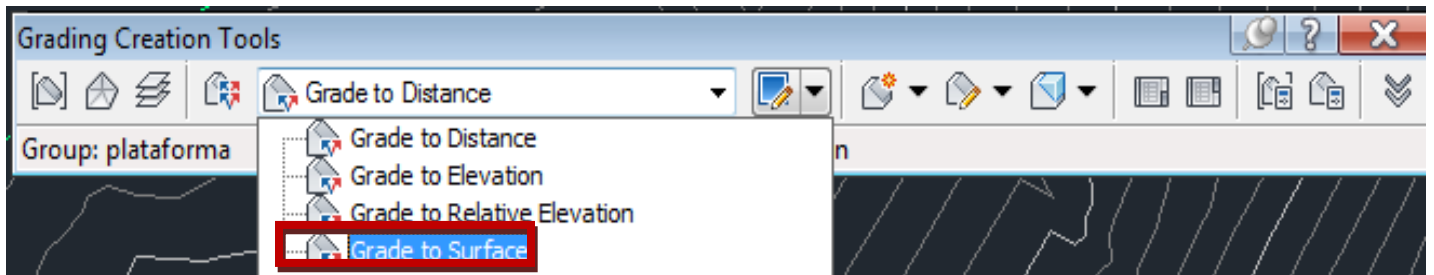 Grading Creation Tools
Grade to Distance
Grade to Distance
Group: plataforma n
Grade to Elevation
Grade to Relative Elevation
Grade to Surface